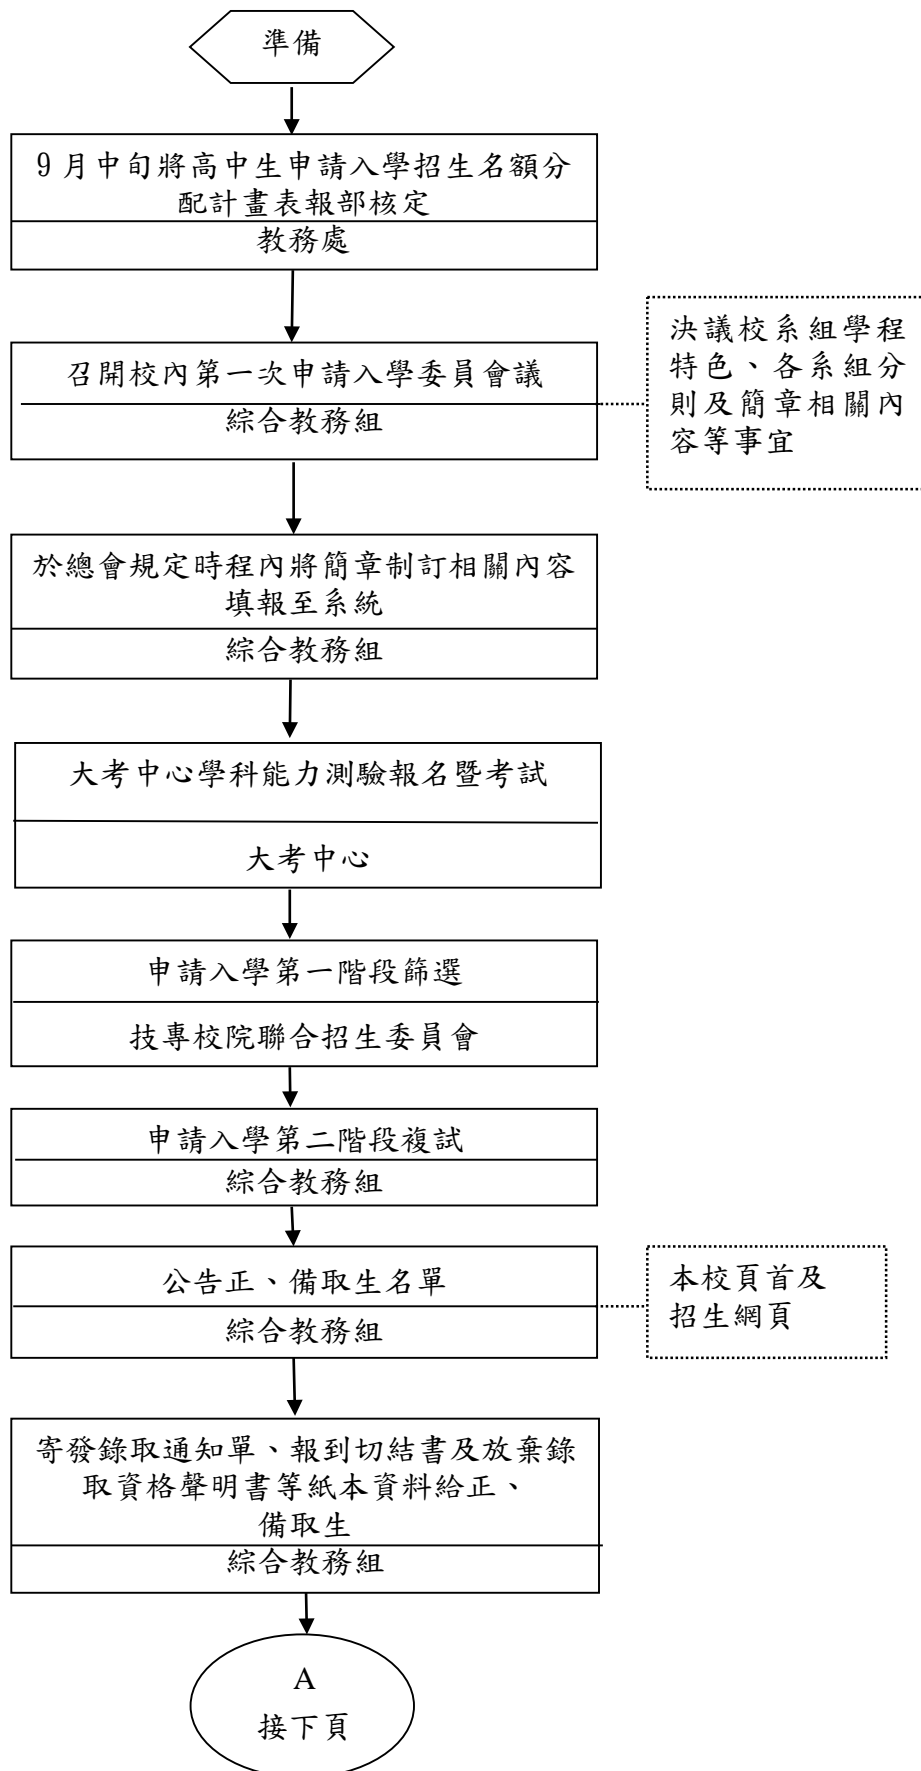 準備
9 月中旬將高中生申請入學招生名額分
配計畫表報部核定
教務處
召開校內第一次申請入學委員會議
綜合教務組
決議校系組學程
特色、各系組分
則及簡章相關內
容等事宜
於總會規定時程內將簡章制訂相關內容
填報至系統
綜合教務組
大考中心學科能力測驗報名暨考試
大考中心
申請入學第一階段篩選
技專校院聯合招生委員會
申請入學第二階段複試
綜合教務組
公告正、備取生名單
綜合教務組
本校頁首及
招生網頁
寄發錄取通知單、報到切結書及放棄錄
取資格聲明書等紙本資料給正、
備取生
綜合教務組
A
接下頁